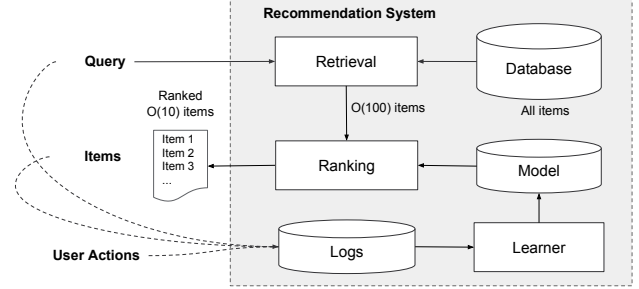 Recommendation System
Query
Retrieval
Database
Ranked
O(10) items
O(100) items
All items
Items
Item 1
Item 2
Item 3
...
Ranking
Model
User Actions
Logs
Learner